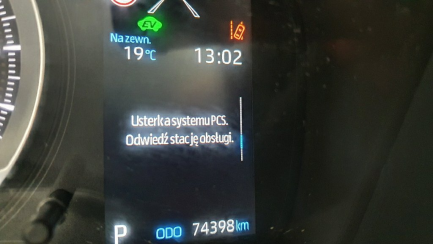 EV
Na zewn.
19°C 13:02
Usterka systemu PCS.
Odwiedź stację obsługi.
P ODO 74398 km